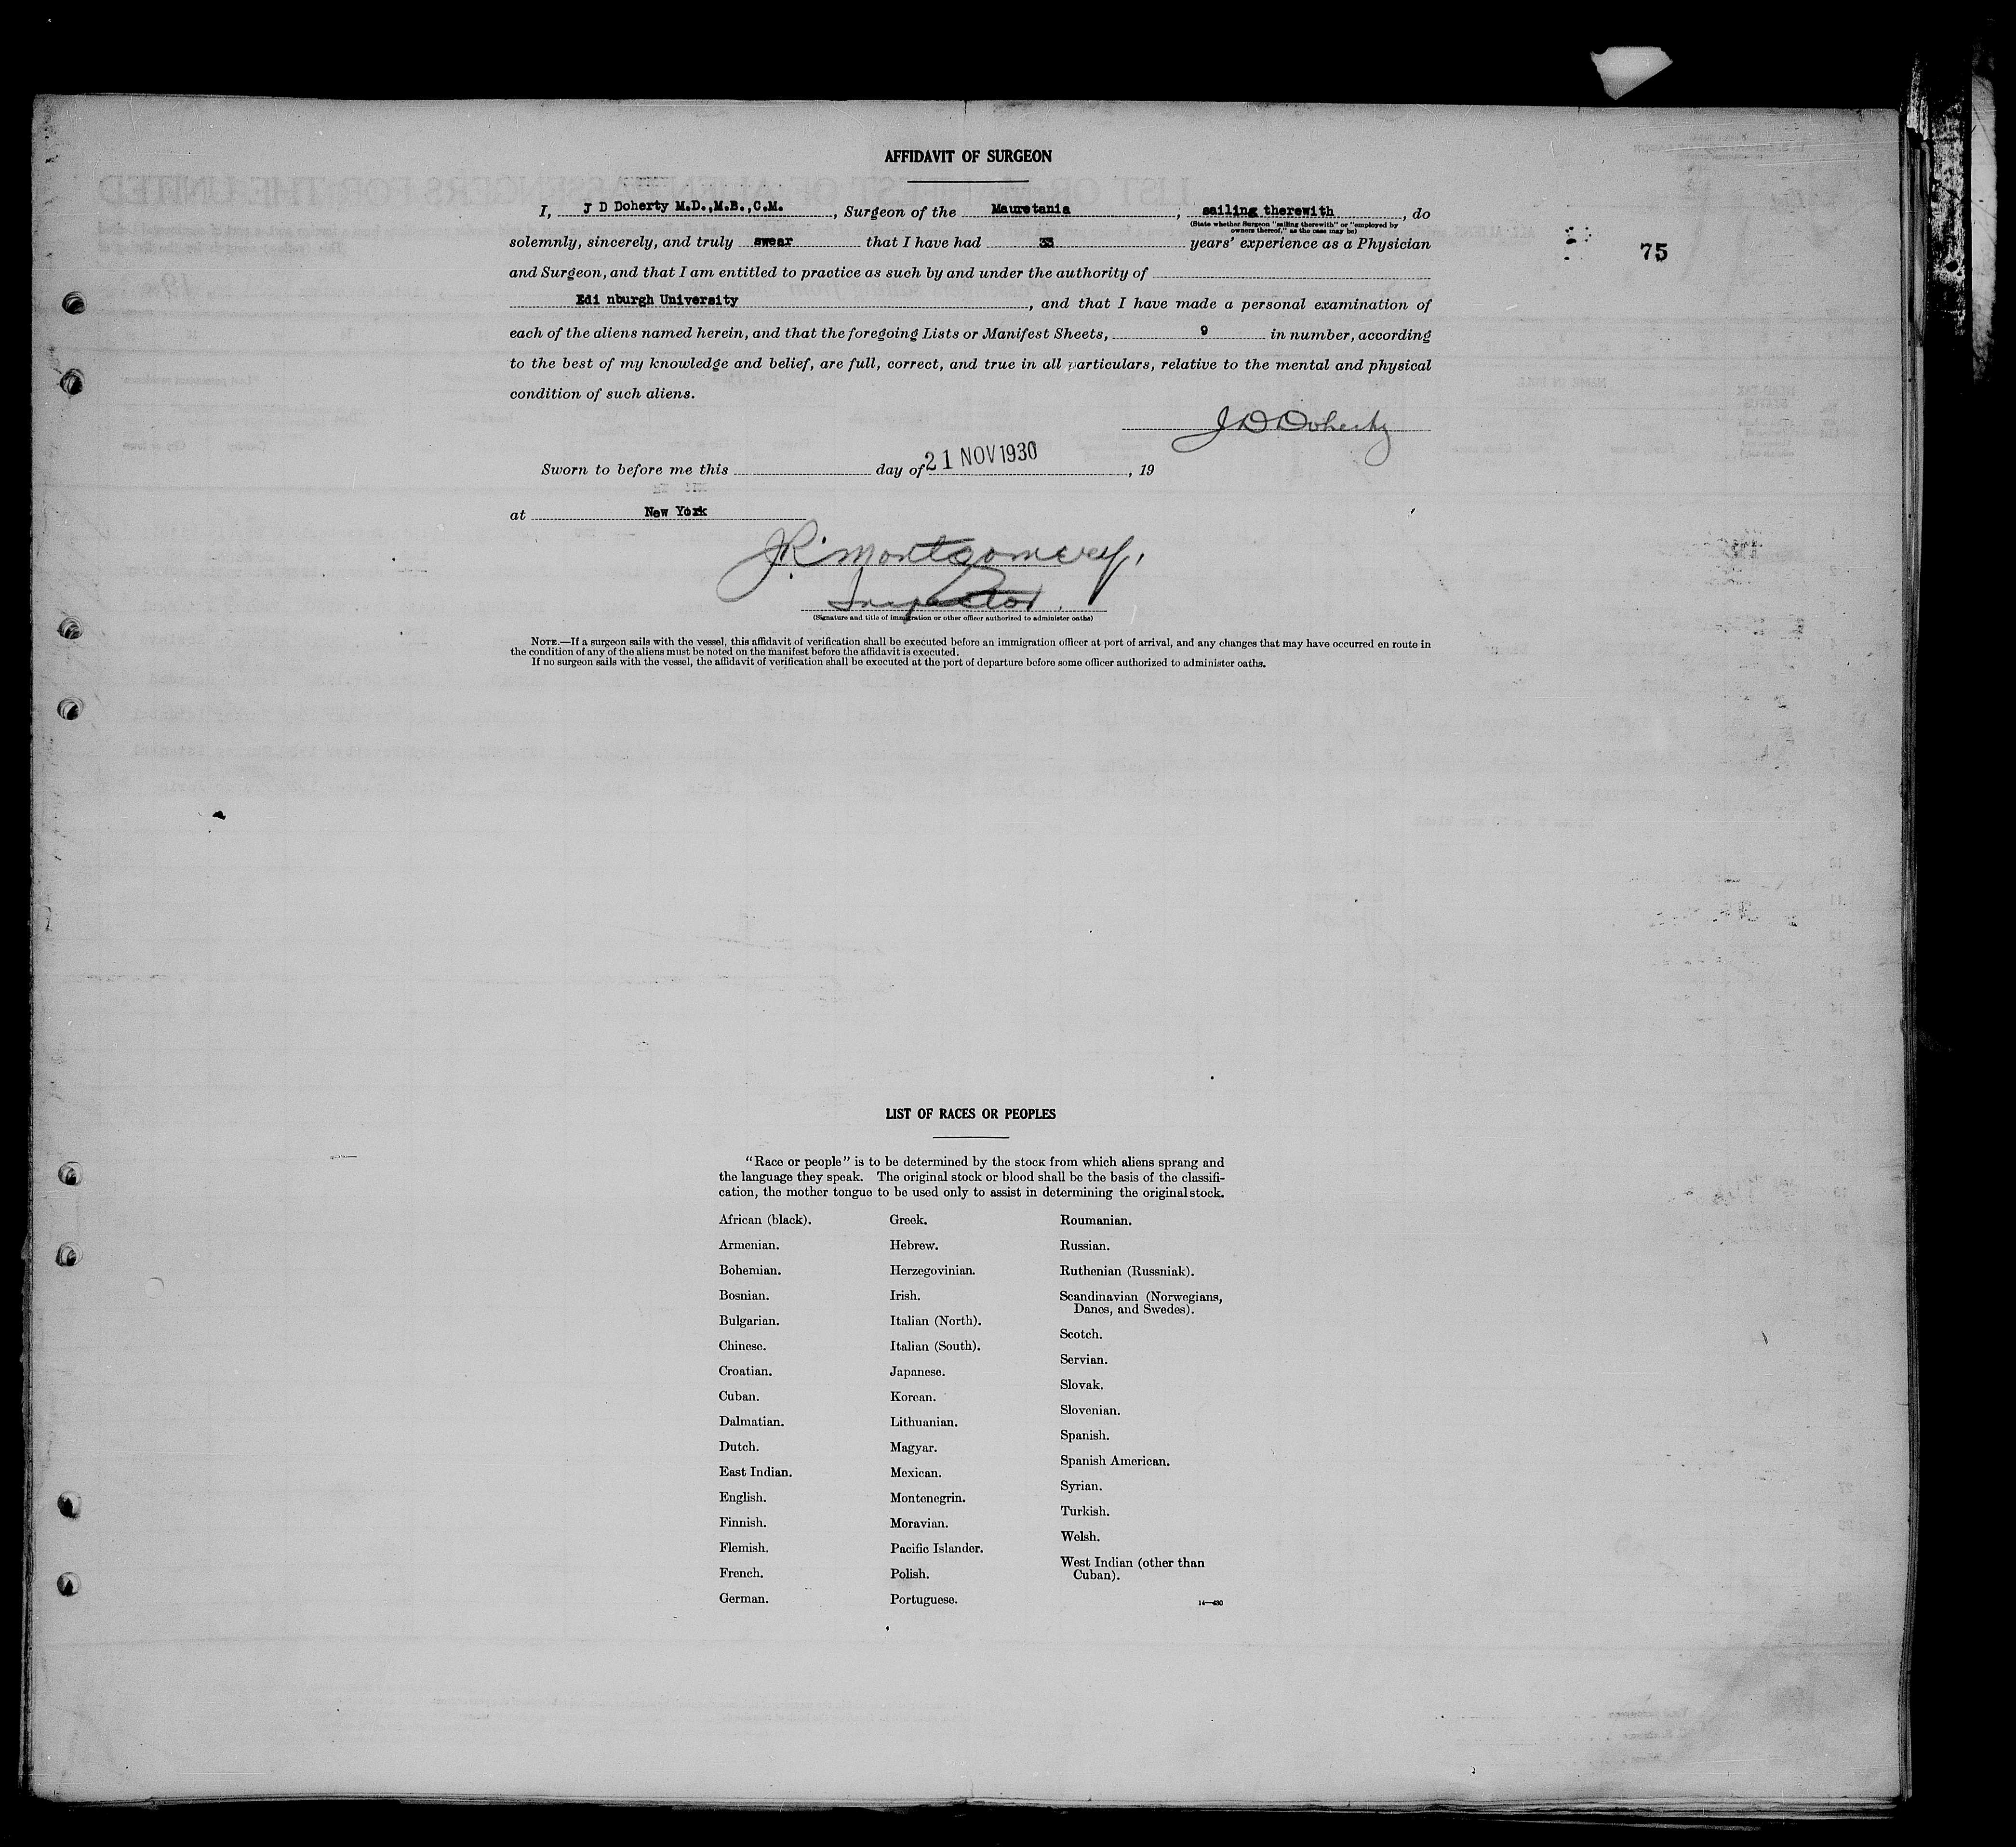 AFFIDAVIT OF SURGEON
I, J D Doherty M.D.,M.B.,C.M. , Surgeon of the Mauretania , sailing therewith , do
(State whether Surgeon "sailing therewith" or "employed by
owners thereof," as the case may be)
solemnly, sincerely, and truly swear that I have had 33 years' experience as a Physician
75
and Surgeon, and that I am entitled to practice as such by and under the authority of
Edi nburgh University , and that I have made a personal examination of
each of the aliens named herein, and that the foregoing Lists or Manifest Sheets, 9 in number, according
to the best of my knowledge and belief, are full, correct, and true in all particulars, relative to the mental and physical
condition of such aliens.
J D Doherty
Sworn to before me this day of 21 NOV 1930 , 19
at New York
J.R. Montgomery,
Inspector.
(Signature and title of immigration or other officer authorized to administer oaths)
NOTE.—If a surgeon sails with the vessel, this affidavit of verification shall be executed before an immigration officer at port of arrival, and any changes that may have occurred en route in
the condition of any of the aliens must be noted on the manifest before the affidavit is executed.
If no surgeon sails with the vessel, the affidavit of verification shall be executed at the port of departure before some officer authorized to administer oaths.
LIST OF RACES OR PEOPLES
"Race or people" is to be determined by the stock from which aliens sprang and
the language they speak. The original stock or blood shall be the basis of the classifi-
cation, the mother tongue to be used only to assist in determining the original stock.
African (black).
Armenian.
Bohemian.
Bosnian.
Bulgarian.
Chinese.
Croatian.
Cuban.
Dalmatian.
Dutch.
East Indian.
English.
Finnish.
Flemish.
French.
German.
Greek.
Hebrew.
Herzegovinian.
Irish.
Italian (North).
Italian (South).
Japanese.
Korean.
Lithuanian.
Magyar.
Mexican.
Montenegrin.
Moravian.
Pacific Islander.
Polish.
Portuguese.
Roumanian.
Russian.
Ruthenian (Russniak).
Scandinavian (Norwegians,
Danes, and Swedes).
Scotch.
Servian.
Slovak.
Slovenian.
Spanish.
Spanish American.
Syrian.
Turkish.
Welsh.
West Indian (other than
Cuban).
14—430